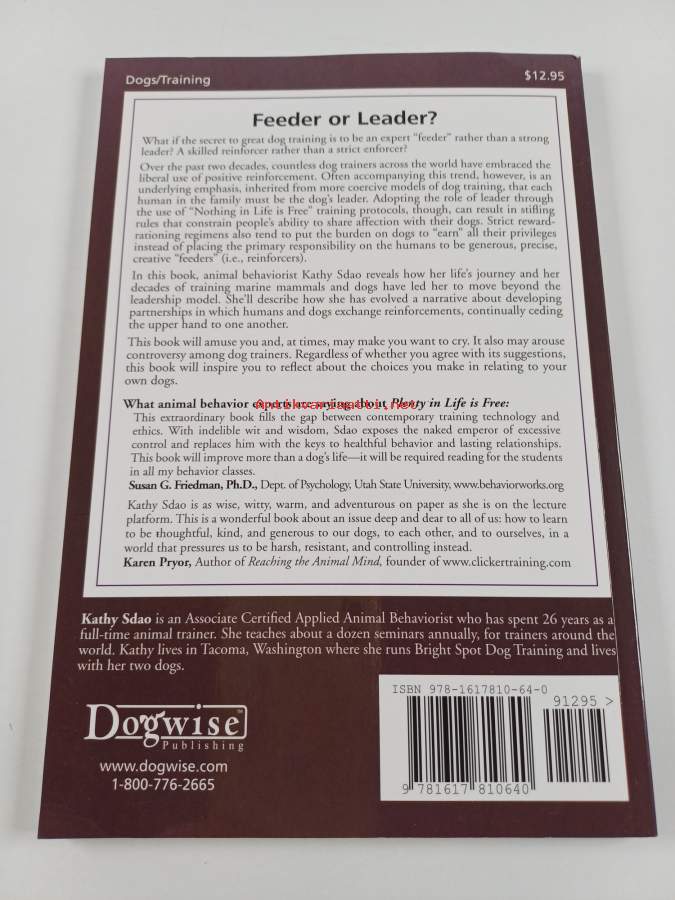 Dogs/Training
$12.95
Feeder or Leader?
What if the secret to great dog training is to be an expert “feeder” rather than a strong
leader? A skilled reinforcer rather than a strict enforcer?
Over the past two decades, countless dog trainers across the world have embraced the
liberal use of positive reinforcement. Often accompanying this trend, however, is an
underlying emphasis, inherited from more coercive models of dog training, that each
human in the family must be the dog’s leader. Adopting the role of leader through
the use of “Nothing in Life is Free” training protocols, though, can result in stifling
rules that constrain people’s ability to share affection with their dogs. Strict reward-
rationing regimens also tend to put the burden on dogs to “earn” all their privileges
instead of placing the primary responsibility on the humans to be generous, precise,
creative “feeders” (i.e., reinforcers).
In this book, animal behaviorist Kathy Sdao reveals how her life’s journey and her
decades of training marine mammals and dogs have led her to move beyond the
leadership model. She’ll describe how she has evolved a narrative about developing
partnerships in which humans and dogs exchange reinforcements, continually ceding
the upper hand to one another.
This book will amuse you and, at times, may make you want to cry. It also may arouse
controversy among dog trainers. Regardless of whether you agree with its suggestions,
this book will inspire you to reflect about the choices you make in relating to your
own dogs.
What animal behavior experts are saying about Plenty in Life is Free:
This extraordinary book fills the gap between contemporary training technology and
ethics. With indelible wit and wisdom, Sdao exposes the naked emperor of excessive
control and replaces him with the keys to healthful behavior and lasting relationships.
This book will improve more than a dog’s life—it will be required reading for the students
in all my behavior classes.
Susan G. Friedman, Ph.D., Dept. of Psychology, Utah State University, www.behaviorworks.org
Kathy Sdao is as wise, witty, warm, and adventurous on paper as she is on the lecture
platform. This is a wonderful book about an issue deep and dear to all of us: how to learn
to be thoughtful, kind, and generous to our dogs, to each other, and to ourselves, in a
world that pressures us to be harsh, resistant, and controlling instead.
Karen Pryor, Author of Reaching the Animal Mind, founder of www.clickertraining.com
Kathy Sdao is an Associate Certified Applied Animal Behaviorist who has spent 26 years as a
full-time animal trainer. She teaches about a dozen seminars annually, for trainers around the
world. Kathy lives in Tacoma, Washington where she runs Bright Spot Dog Training and lives
with her two dogs.
Dogwise™
Publishing
www.dogwise.com
1-800-776-2665
ISBN 978-1617810-64-0
91295 >
9 781617 810640